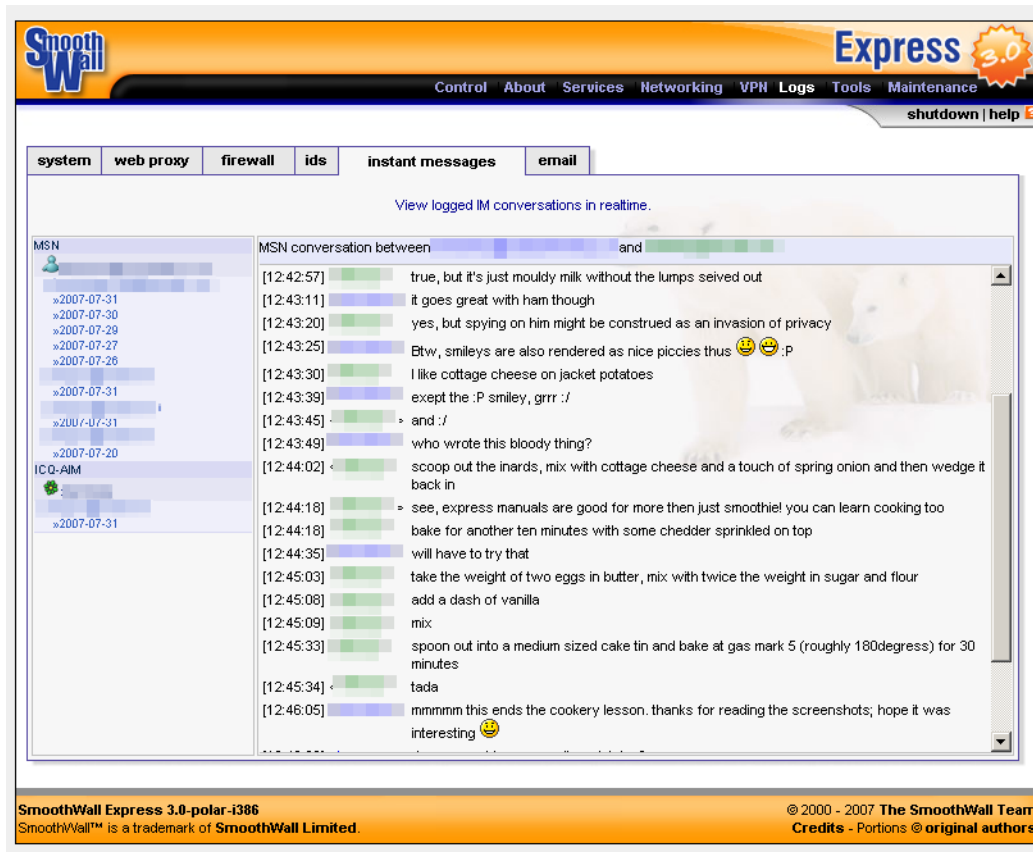 Smooth
Wall
Express 3.0
Control About Services Networking VPN Logs Tools Maintenance
shutdown | help
system web proxy firewall ids instant messages email
View logged IM conversations in realtime.
MSN
»2007-07-31
»2007-07-30
»2007-07-29
»2007-07-27
»2007-07-26
»2007-07-31
»2007-07-31
»2007-07-20
ICQ-AIM
»2007-07-31
MSN conversation between and
[12:42:57] true, but it's just mouldy milk without the lumps seived out
[12:43:11] it goes great with ham though
[12:43:20] yes, but spying on him might be construed as an invasion of privacy
[12:43:25] Btw, smileys are also rendered as nice piccies thus :P
[12:43:30] I like cottage cheese on jacket potatoes
[12:43:39] exept the :P smiley, grrr :/
[12:43:45] and :/
[12:43:49] who wrote this bloody thing?
[12:44:02] scoop out the inards, mix with cottage cheese and a touch of spring onion and then wedge it
back in
[12:44:18] see, express manuals are good for more then just smoothie! you can learn cooking too
[12:44:18] bake for another ten minutes with some chedder sprinkled on top
[12:44:35] will have to try that
[12:45:03] take the weight of two eggs in butter, mix with twice the weight in sugar and flour
[12:45:08] add a dash of vanilla
[12:45:09] mix
[12:45:33] spoon out into a medium sized cake tin and bake at gas mark 5 (roughly 180degress) for 30
minutes
[12:45:34] tada
[12:46:05] mmmmm this ends the cookery lesson. thanks for reading the screenshots; hope it was
interesting
SmoothWall Express 3.0-polar-i386
SmoothWall™ is a trademark of SmoothWall Limited.
© 2000 - 2007 The SmoothWall Team
Credits - Portions © original authors